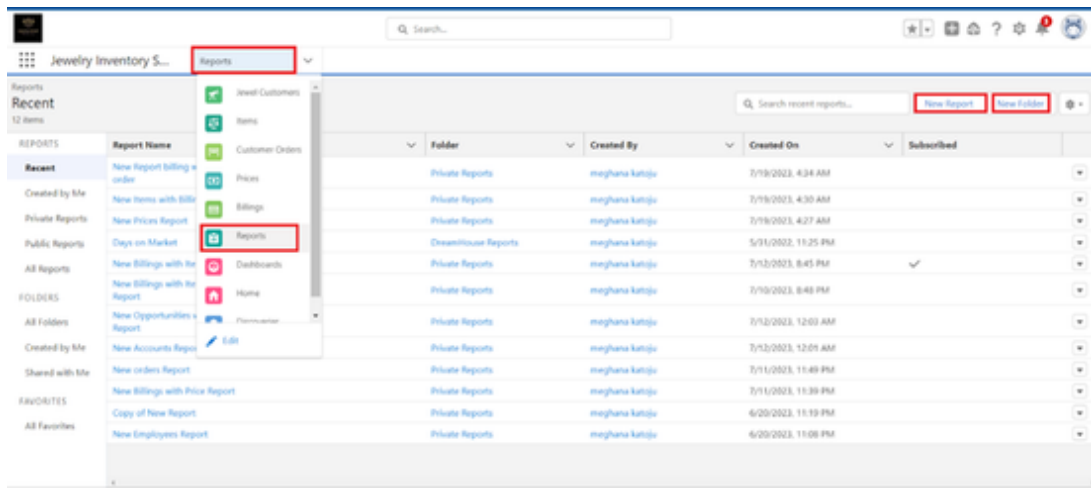 Search...
Jewelry Inventory S...
Reports
Reports
Recent
12 items
Search recent reports...
New Report
New Folder
Jewel Customers
Items
Customer Orders
Prices
Billings
Reports
Dashboards
Home
Discoveries
Edit
REPORTS
Recent
Created by Me
Private Reports
Public Reports
All Reports
FOLDERS
All Folders
Created by Me
Shared with Me
FAVORITES
All Favorites
Report Name Folder Created By Created On Subscribed
New Report billing w
order
Private Reports meghana katoju 7/19/2023, 4:34 AM
New Items with Billi Private Reports meghana katoju 7/19/2023, 4:30 AM
New Prices Report Private Reports meghana katoju 7/19/2023, 4:27 AM
Days on Market DreamHouse Reports meghana katoju 5/31/2022, 11:25 PM
New Billings with Ite Private Reports meghana katoju 7/12/2023, 8:45 PM
New Billings with Ite
Report
Private Reports meghana katoju 7/10/2023, 8:48 PM
New Opportunities w
Report
Private Reports meghana katoju 7/12/2023, 12:03 AM
New Accounts Repo Private Reports meghana katoju 7/12/2023, 12:01 AM
New orders Report Private Reports meghana katoju 7/11/2023, 11:49 PM
New Billings with Price Report Private Reports meghana katoju 7/11/2023, 11:39 PM
Copy of New Report Private Reports meghana katoju 6/20/2023, 11:19 PM
New Employees Report Private Reports meghana katoju 6/20/2023, 11:08 PM